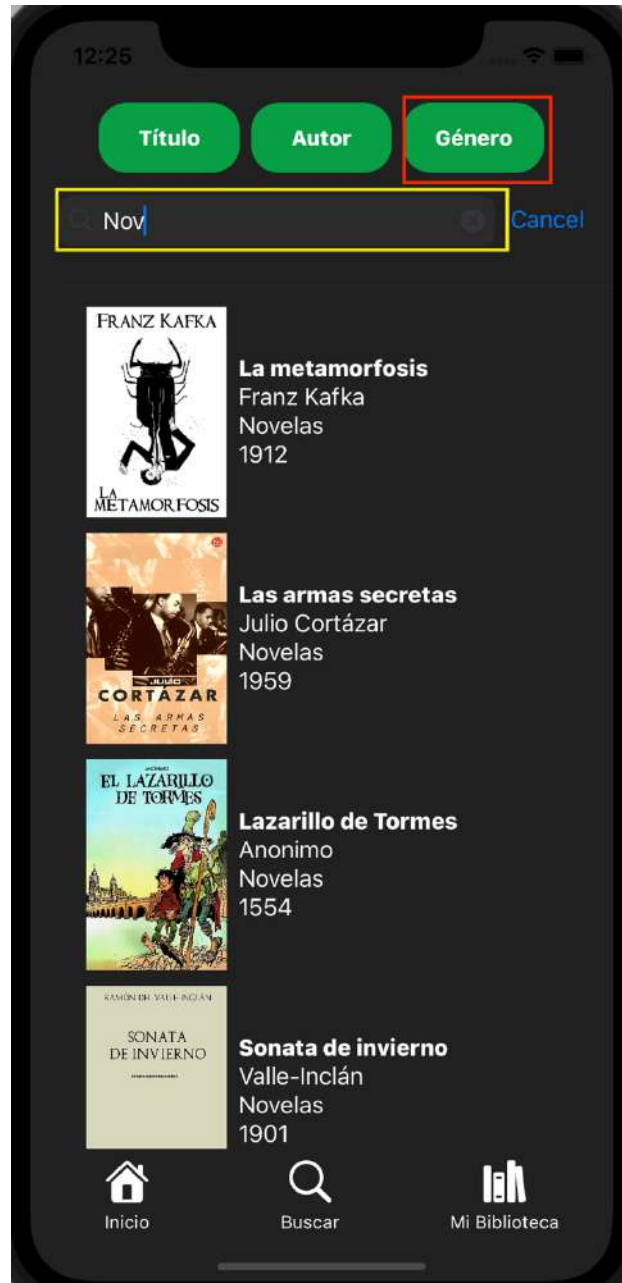 12:25
Título
Autor
Género
Nov
Cancel
FRANZ KAFKA
LA
METAMORFOSIS
La metamorfosis
Franz Kafka
Novelas
1912
JULIO
CORTÁZAR
LAS ARMAS
SECRETAS
Las armas secretas
Julio Cortázar
Novelas
1959
ANÓNIMO
EL LAZARILLO
DE TORMES
Lazarillo de Tormes
Anonimo
Novelas
1554
RAMÓN DEL VALLE-INCLÁN
SONATA
DE INVIERNO
Sonata de invierno
Valle-Inclán
Novelas
1901
Inicio
Buscar
Mi Biblioteca